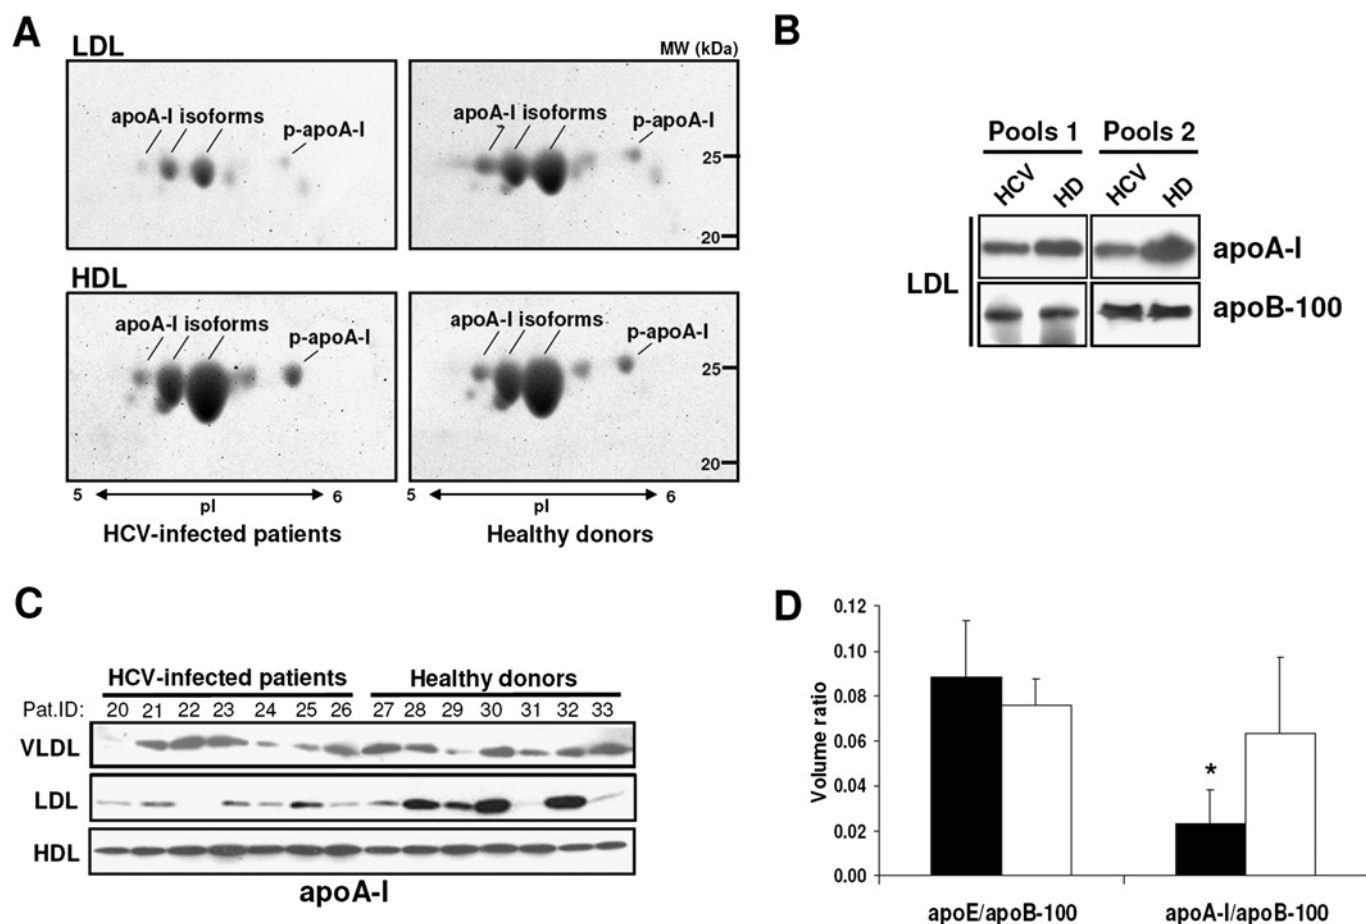 A
LDL
MW (kDa)
apoA-I isoforms
p-apoA-I
apoA-I isoforms
p-apoA-I
25
20
HDL
apoA-I isoforms
p-apoA-I
apoA-I isoforms
p-apoA-I
25
20
5 pI 6
5 pI 6
HCV-infected patients
Healthy donors
B
Pools 1 Pools 2
HCV HD HCV HD
LDL
apoA-I
apoB-100
C
HCV-infected patients Healthy donors
Pat.ID: 20 21 22 23 24 25 26 27 28 29 30 31 32 33
VLDL
LDL
HDL
apoA-I
D
Volume ratio
0.12
0.10
0.08
0.06
0.04
0.02
0.00
*
apoE/apoB-100 apoA-I/apoB-100